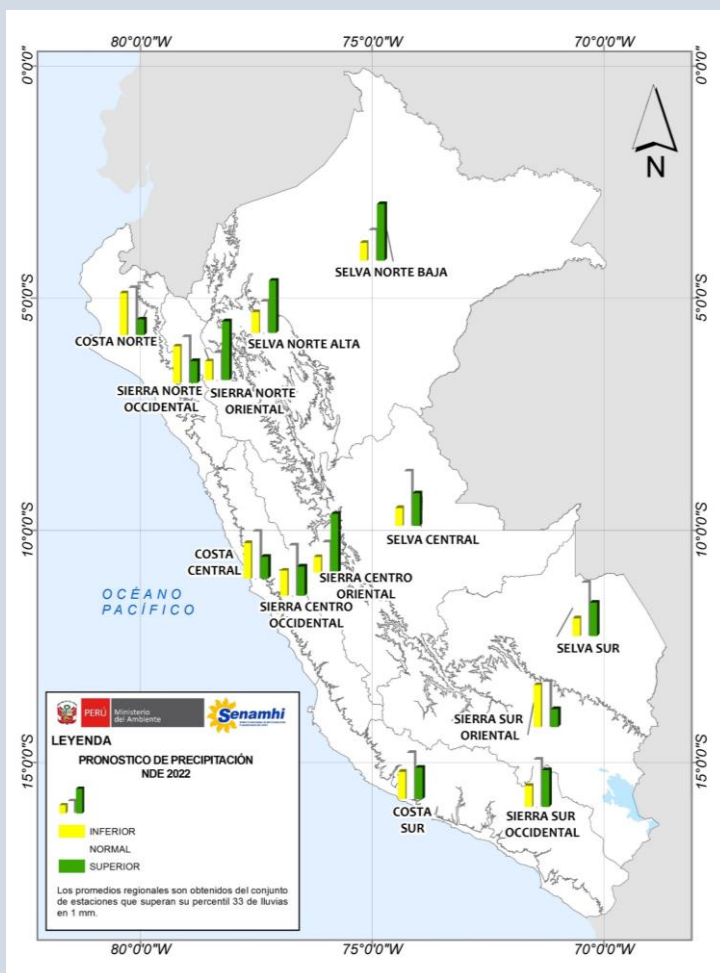 80°0'0"W
75°0'0"W
70°0'0"W
0°0'0"
0°0'0"
N
SELVA NORTE BAJA
5°0'0"S
5°0'0"S
COSTA NORTE
SELVA NORTE ALTA
SIERRA NORTE
OCCIDENTAL
SIERRA NORTE
ORIENTAL
10°0'0"S
10°0'0"S
SELVA CENTRAL
COSTA
CENTRAL
SIERRA CENTRO
ORIENTAL
SIERRA CENTRO
OCCIDENTAL
OCÉANO
PACÍFICO
SELVA SUR
SIERRA SUR
ORIENTAL
15°0'0"S
15°0'0"S
COSTA
SUR
SIERRA SUR
OCCIDENTAL
PERÚ
Ministerio
del Ambiente
Senamhi
LEYENDA
PRONOSTICO DE PRECIPITACIÓN
NDE 2022
INFERIOR
NORMAL
SUPERIOR
Los promedios regionales son obtenidos del conjunto
de estaciones que superan su percentil 33 de lluvias
en 1 mm.
80°0'0"W
75°0'0"W
70°0'0"W